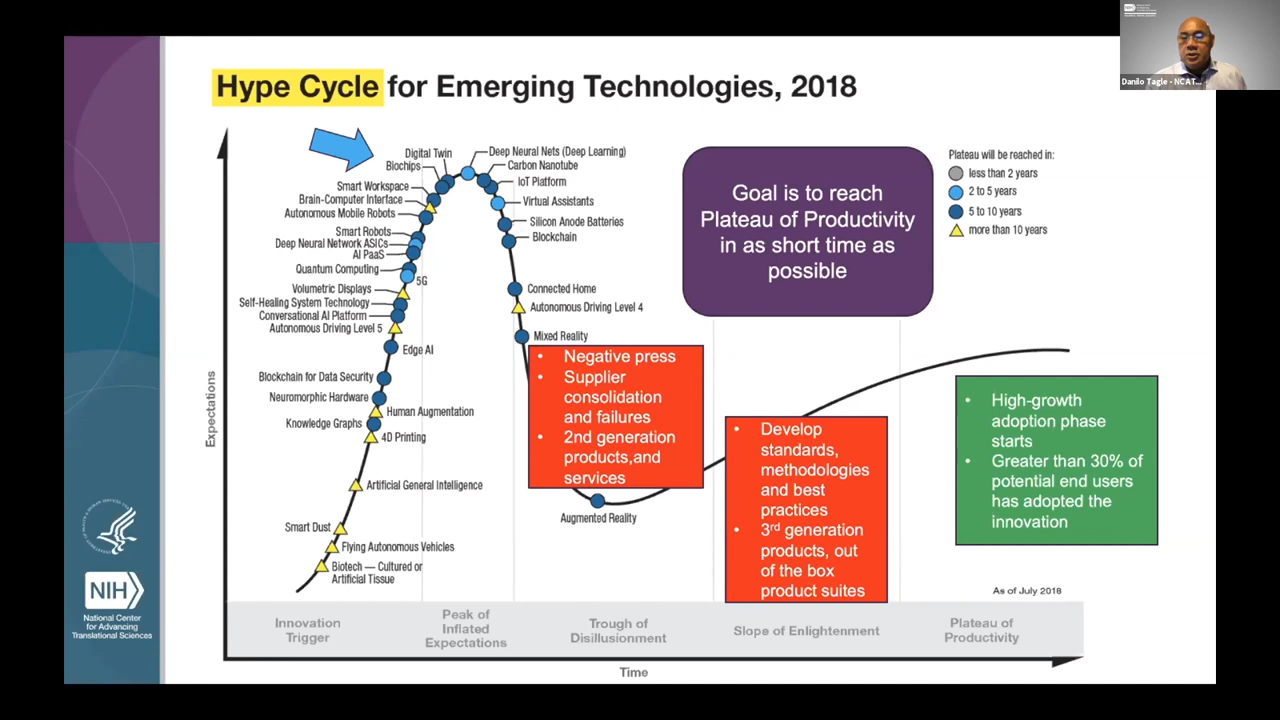 NIH
Danilo Tagle - NCAT...
Hype Cycle for Emerging Technologies, 2018
Digital Twin
Biochips
Smart Workspace
Brain-Computer Interface
Autonomous Mobile Robots
Smart Robots
Deep Neural Network ASICs
AI PaaS
Quantum Computing
5G
Volumetric Displays
Self-Healing System Technology
Conversational AI Platform
Autonomous Driving Level 5
Edge AI
Blockchain for Data Security
Neuromorphic Hardware
Human Augmentation
Knowledge Graphs
4D Printing
Artificial General Intelligence
Smart Dust
Flying Autonomous Vehicles
Biotech — Cultured or
Artificial Tissue
Deep Neural Nets (Deep Learning)
Carbon Nanotube
IoT Platform
Virtual Assistants
Silicon Anode Batteries
Blockchain
Connected Home
Autonomous Driving Level 4
Mixed Reality
Augmented Reality
Goal is to reach
Plateau of Productivity
in as short time as
possible
Plateau will be reached in:
less than 2 years
2 to 5 years
5 to 10 years
more than 10 years
• Negative press
• Supplier
consolidation
and failures
• 2nd generation
products,and
services
• Develop
standards,
methodologies
and best
practices
• 3rd generation
products, out
of the box
product suites
• High-growth
adoption phase
starts
• Greater than 30% of
potential end users
has adopted the
innovation
As of July 2018
Expectations
Innovation
Trigger
Peak of
Inflated
Expectations
Trough of
Disillusionment
Slope of Enlightenment
Plateau of
Productivity
Time
NIH
National Center
for Advancing
Translational Sciences